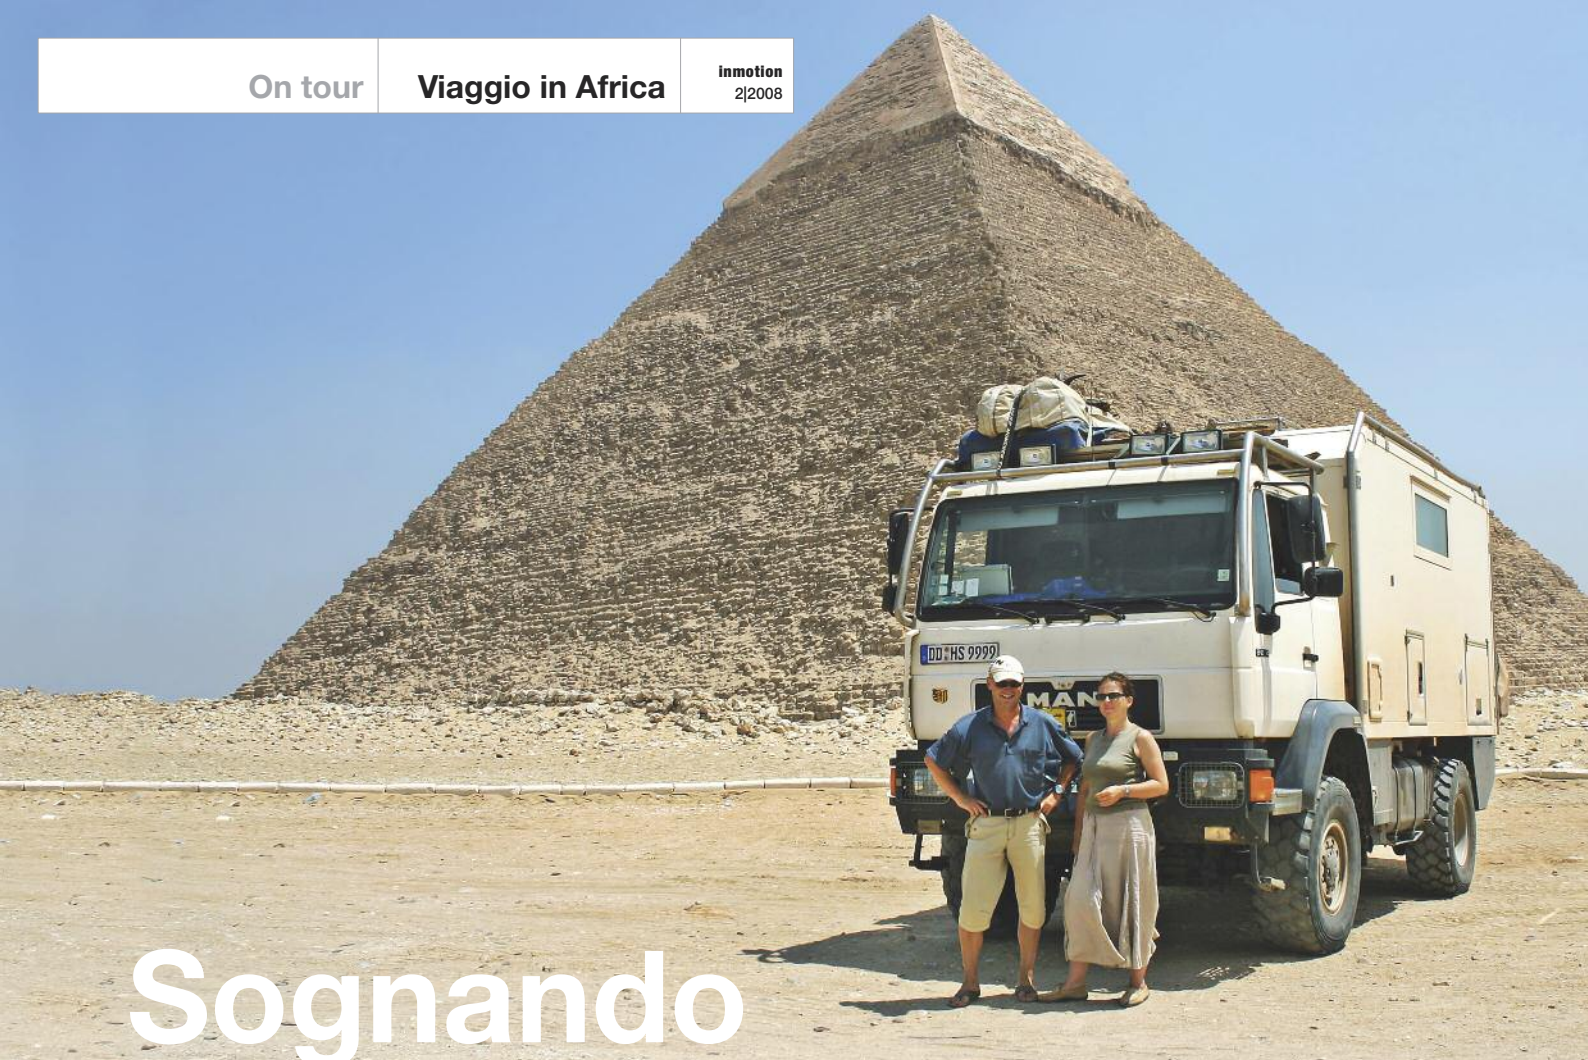 On tour
Viaggio in Africa
inmotion
2|2008
DD HS 9999
MAN
Sognando